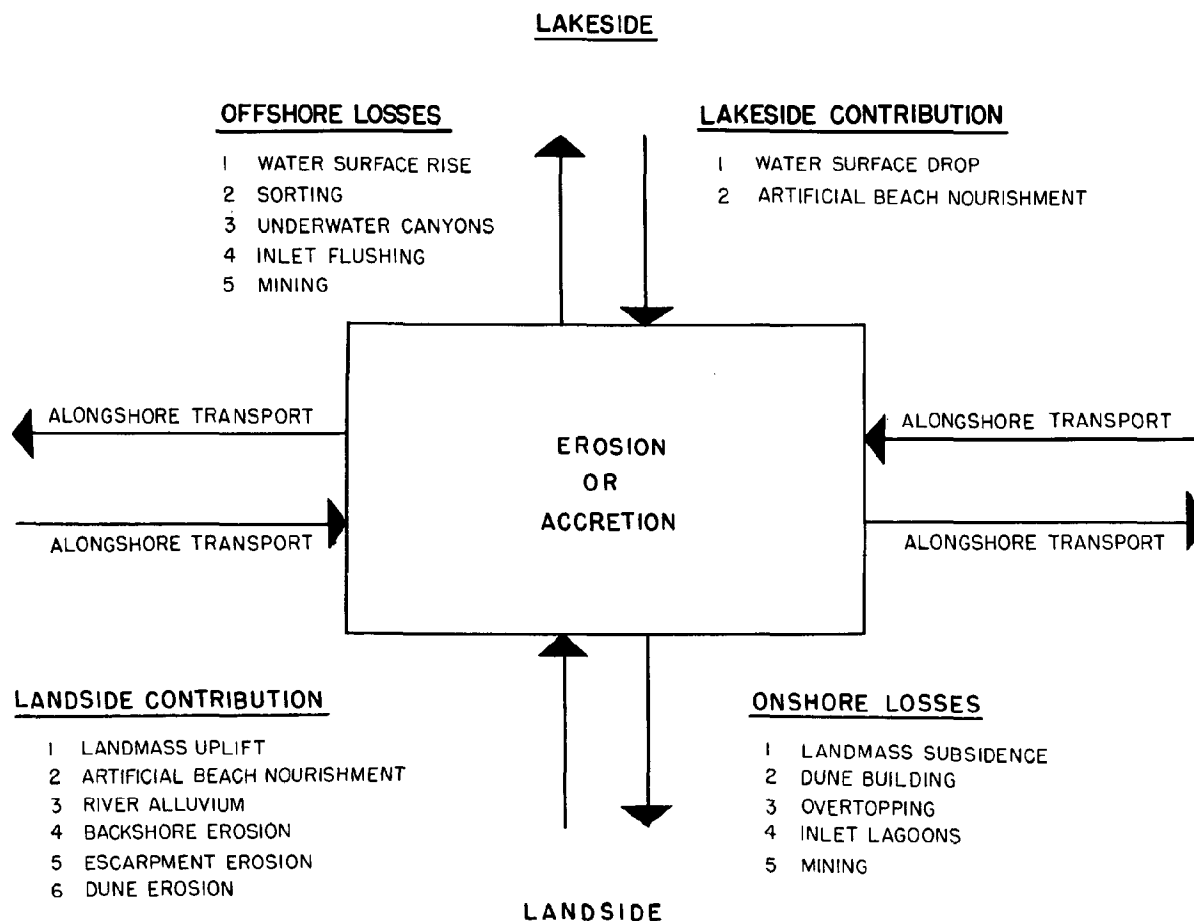 LAKESIDE
OFFSHORE LOSSES
1 WATER SURFACE RISE
2 SORTING
3 UNDERWATER CANYONS
4 INLET FLUSHING
5 MINING
LAKESIDE CONTRIBUTION
1 WATER SURFACE DROP
2 ARTIFICIAL BEACH NOURISHMENT
ALONGSHORE TRANSPORT
ALONGSHORE TRANSPORT
EROSION
OR
ACCRETION
ALONGSHORE TRANSPORT
ALONGSHORE TRANSPORT
LANDSIDE CONTRIBUTION
1 LANDMASS UPLIFT
2 ARTIFICIAL BEACH NOURISHMENT
3 RIVER ALLUVIUM
4 BACKSHORE EROSION
5 ESCARPMENT EROSION
6 DUNE EROSION
ONSHORE LOSSES
1 LANDMASS SUBSIDENCE
2 DUNE BUILDING
3 OVERTOPPING
4 INLET LAGOONS
5 MINING
LANDSIDE